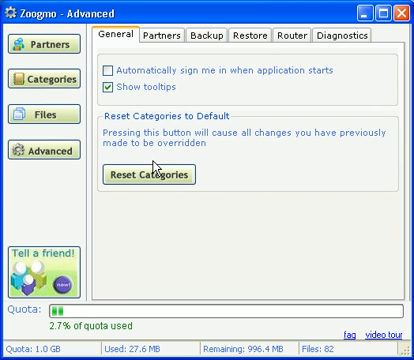 Zoogmo - Advanced
Partners
Categories
Files
Advanced
Tell a friend!
new!
General Partners Backup Restore Router Diagnostics
Automatically sign me in when application starts
Show tooltips
Reset Categories to Default
Pressing this button will cause all changes you have previously
made to be overridden
Reset Categories
Quota:
2.7% of quota used
faq video tour
Quota: 1.0 GB Used: 27.6 MB Remaining: 996.4 MB Files: 82